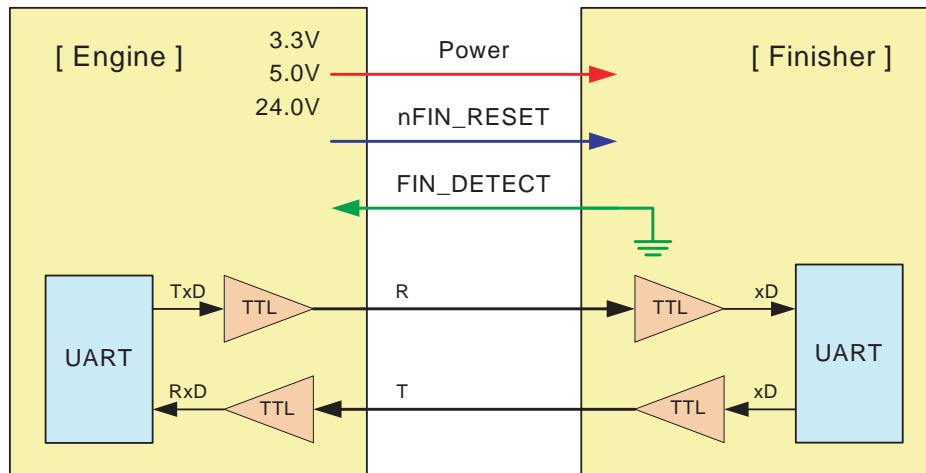 [ Engine ]
3.3V
5.0V
24.0V
Power
[ Finisher ]
nFIN_RESET
FIN_DETECT
UART
TxD
TTL
R
TTL
xD
UART
RxD
TTL
T
TTL
xD